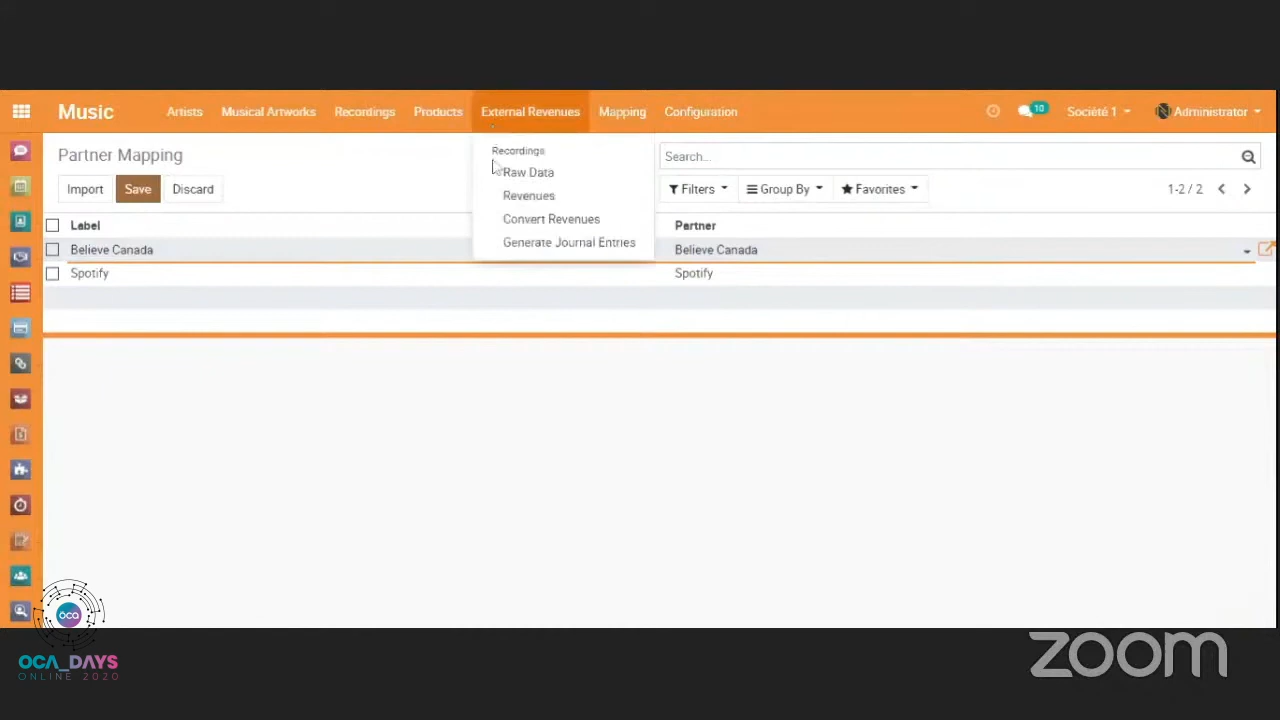 Music Artists Musical Artworks Recordings Products External Revenues Mapping Configuration 10 Société 1 Administrator
Partner Mapping
Recordings
Search...
Raw Data
Import Save Discard
Filters Group By Favorites 1-2 / 2
Revenues
Convert Revenues
Label Partner
Generate Journal Entries
Believe Canada Believe Canada
Spotify Spotify
oca
OCA_DAYS
ONLINE 2020
zoom